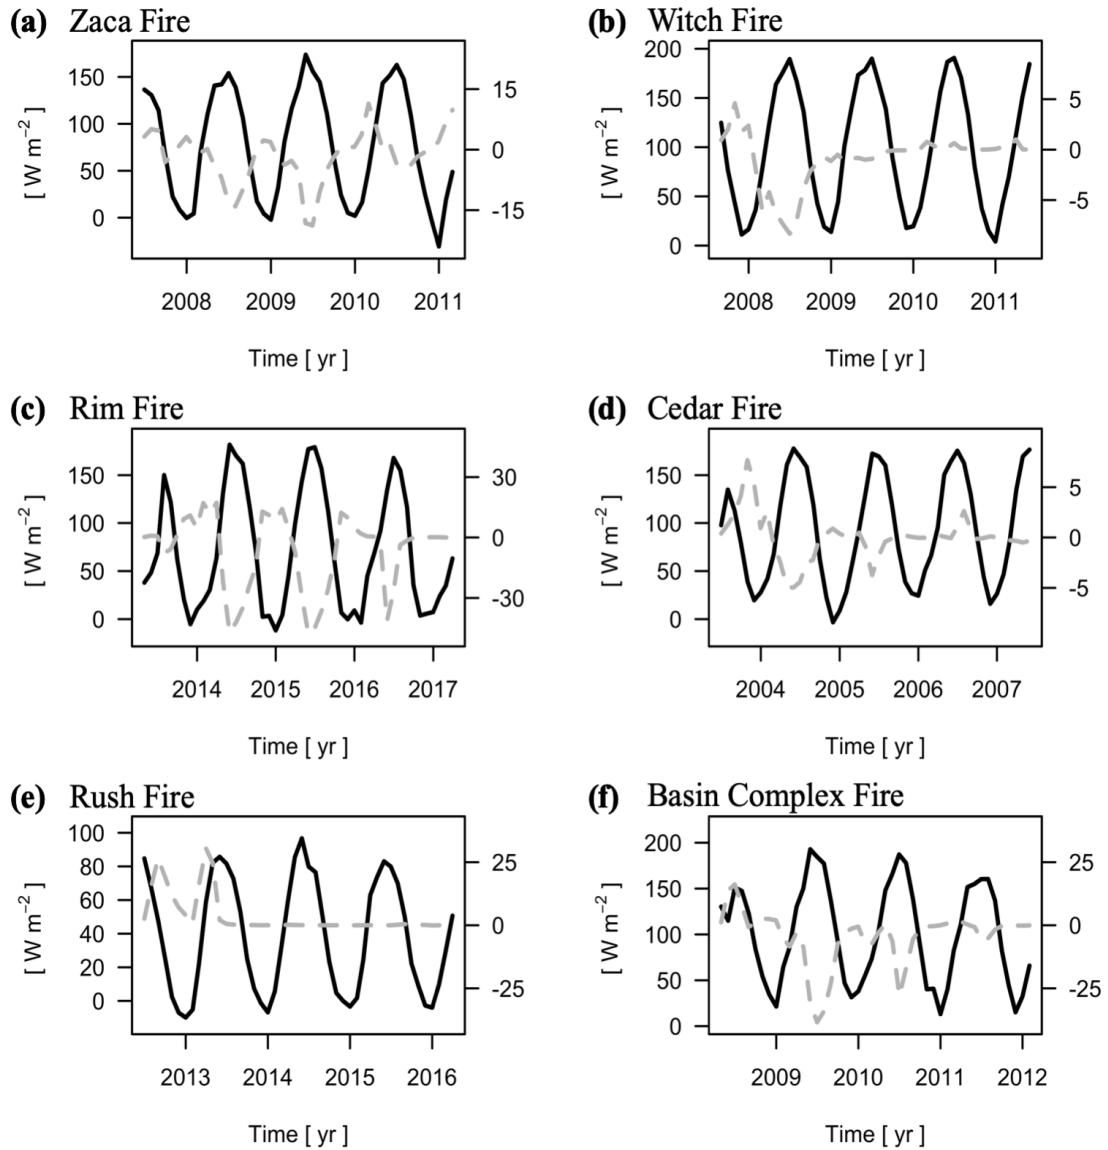 (a) Zaca Fire
(b) Witch Fire
[ W m−2 ]
150
100
50
0
15
0
-15
2008 2009 2010 2011
Time [ yr ]
[ W m−2 ]
200
150
100
50
0
5
0
-5
2008 2009 2010 2011
Time [ yr ]
(c) Rim Fire
(d) Cedar Fire
[ W m−2 ]
150
100
50
0
30
0
-30
2014 2015 2016 2017
Time [ yr ]
[ W m−2 ]
150
100
50
0
5
0
-5
2004 2005 2006 2007
Time [ yr ]
(e) Rush Fire
(f) Basin Complex Fire
[ W m−2 ]
100
80
60
40
20
0
25
0
-25
2013 2014 2015 2016
Time [ yr ]
[ W m−2 ]
200
150
100
50
0
25
0
-25
2009 2010 2011 2012
Time [ yr ]